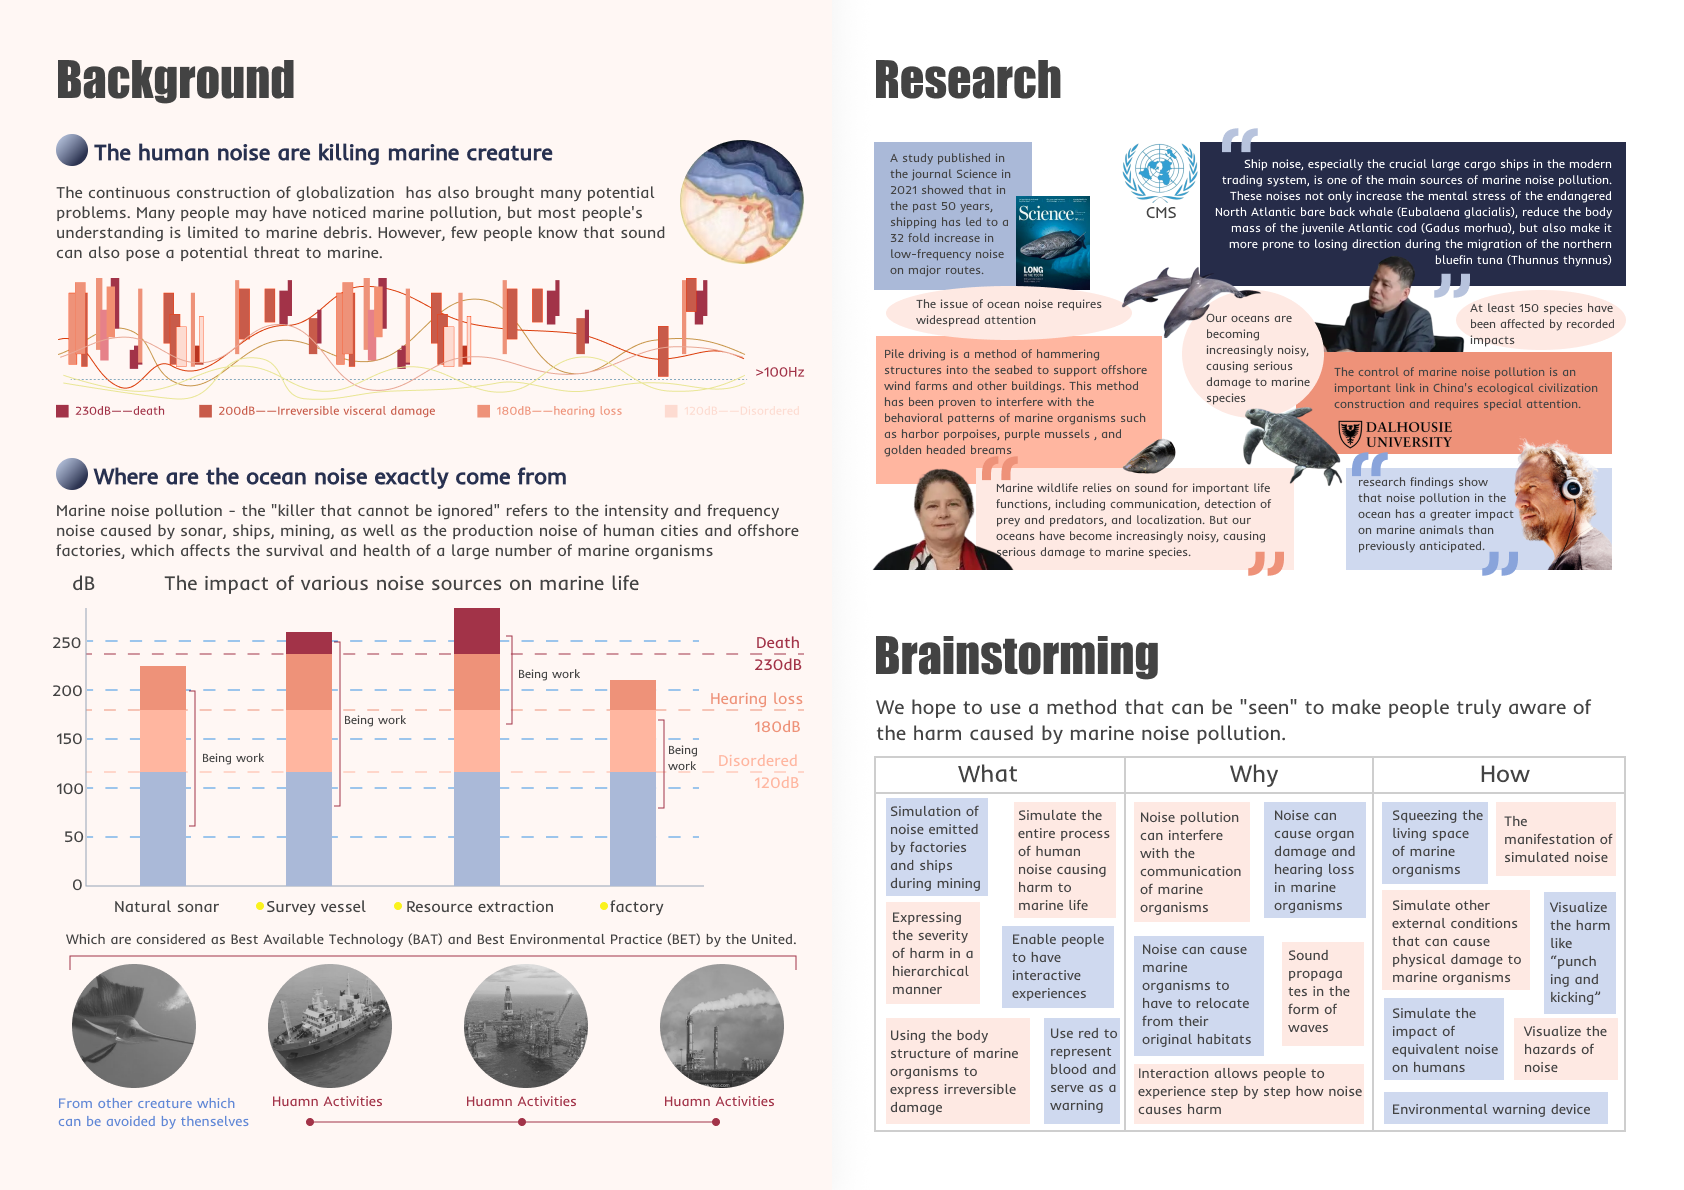 Background
The human noise are killing marine creature
The continuous construction of globalization has also brought many potential
problems. Many people may have noticed marine pollution, but most people's
understanding is limited to marine debris. However, few people know that sound
can also pose a potential threat to marine.
>100Hz
230dB——death
200dB——Irreversible visceral damage
180dB——hearing loss
120dB——Disordered
Where are the ocean noise exactly come from
Marine noise pollution - the "killer that cannot be ignored" refers to the intensity and frequency
noise caused by sonar, ships, mining, as well as the production noise of human cities and offshore
factories, which affects the survival and health of a large number of marine organisms
dB
The impact of various noise sources on marine life
250
200
150
100
50
0
Being work
Being work
Being work
Being
work
Death
230dB
Hearing loss
180dB
Disordered
120dB
Natural sonar
Survey vessel
Resource extraction
factory
Which are considered as Best Available Technology (BAT) and Best Environmental Practice (BET) by the United.
From other creature which
can be avoided by thenselves
Huamn Activities
Huamn Activities
Huamn Activities
Research
A study published in
the journal Science in
2021 showed that in
the past 50 years,
shipping has led to a
32 fold increase in
low-frequency noise
on major routes.
Science
LONG
CMS
“
Ship noise, especially the crucial large cargo ships in the modern
trading system, is one of the main sources of marine noise pollution.
These noises not only increase the mental stress of the endangered
North Atlantic bare back whale (Eubalaena glacialis), reduce the body
mass of the juvenile Atlantic cod (Gadus morhua), but also make it
more prone to losing direction during the migration of the northern
bluefin tuna (Thunnus thynnus)
”
The issue of ocean noise requires
widespread attention
Our oceans are
becoming
increasingly noisy,
causing serious
damage to marine
species
At least 150 species have
been affected by recorded
impacts
Pile driving is a method of hammering
structures into the seabed to support offshore
wind farms and other buildings. This method
has been proven to interfere with the
behavioral patterns of marine organisms such
as harbor porpoises, purple mussels , and
golden headed breams
The control of marine noise pollution is an
important link in China's ecological civilization
construction and requires special attention.
DALHOUSIE
UNIVERSITY
“
Marine wildlife relies on sound for important life
functions, including communication, detection of
prey and predators, and localization. But our
oceans have become increasingly noisy, causing
serious damage to marine species.
”
“
research findings show
that noise pollution in the
ocean has a greater impact
on marine animals than
previously anticipated.
”
Brainstorming
We hope to use a method that can be "seen" to make people truly aware of
the harm caused by marine noise pollution.
What
Why
How
Simulation of
noise emitted
by factories
and ships
during mining
Simulate the
entire process
of human
noise causing
harm to
marine life
Expressing
the severity
of harm in a
hierarchical
manner
Enable people
to have
interactive
experiences
Using the body
structure of marine
organisms to
express irreversible
damage
Use red to
represent
blood and
serve as a
warning
Noise pollution
can interfere
with the
communication
of marine
organisms
Noise can
cause organ
damage and
hearing loss
in marine
organisms
Noise can cause
marine
organisms to
have to relocate
from their
original habitats
Sound
propaga
tes in the
form of
waves
Interaction allows people to
experience step by step how noise
causes harm
Squeezing the
living space
of marine
organisms
The
manifestation of
simulated noise
Simulate other
external conditions
that can cause
physical damage to
marine organisms
Visualize
the harm
like
“punch
ing and
kicking”
Simulate the
impact of
equivalent noise
on humans
Visualize the
hazards of
noise
Environmental warning device